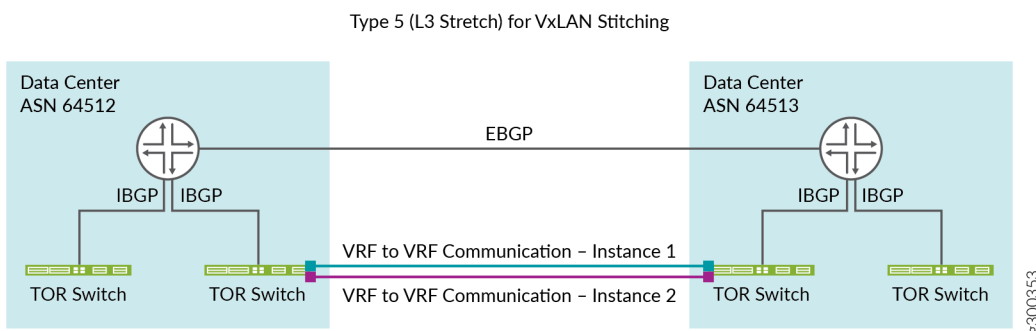 Type 5 (L3 Stretch) for VxLAN Stitching
Data Center
ASN 64512
Data Center
ASN 64513
EBGP
IBGP
IBGP
IBGP
IBGP
VRF to VRF Communication – Instance 1
TOR Switch
TOR Switch
VRF to VRF Communication – Instance 2
TOR Switch
TOR Switch